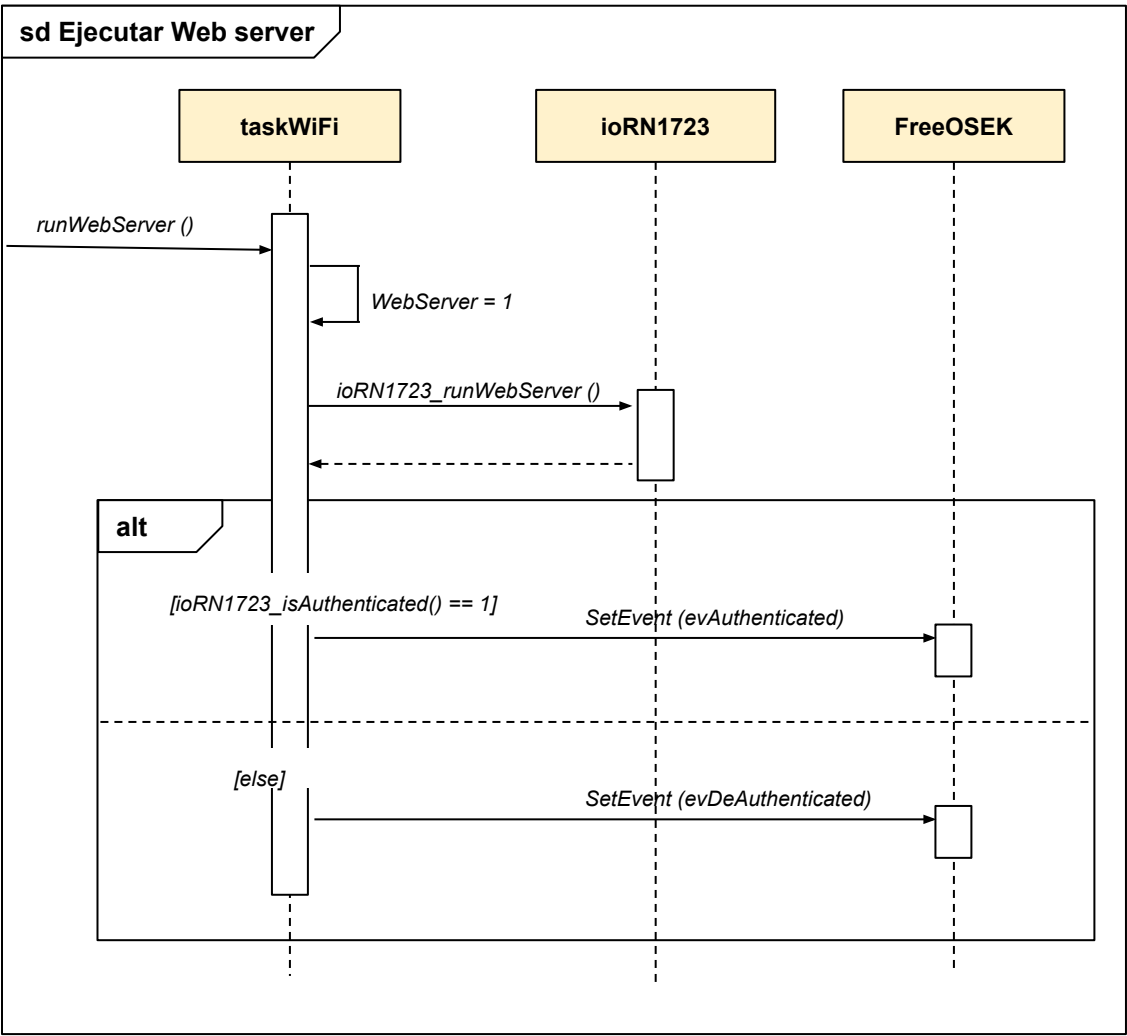 sd Ejecutar Web server
taskWiFi
ioRN1723
FreeOSEK
runWebServer ()
WebServer = 1
ioRN1723_runWebServer ()
alt
[ioRN1723_isAuthenticated() == 1]
SetEvent (evAuthenticated)
[else]
SetEvent (evDeAuthenticated)